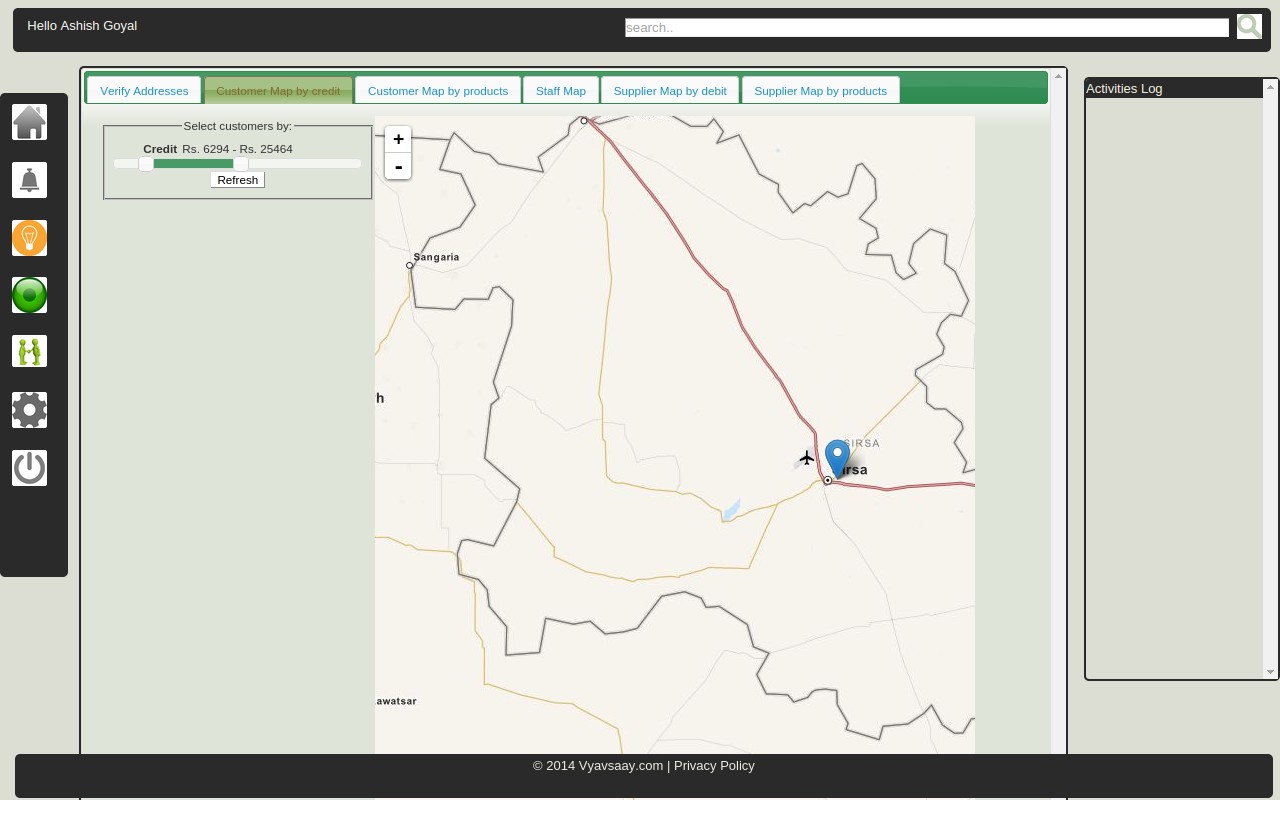 Hello Ashish Goyal
search..
Verify Addresses
Customer Map by credit
Customer Map by products
Staff Map
Supplier Map by debit
Supplier Map by products
Activities Log
Select customers by:
Credit Rs. 6294 - Rs. 25464
Refresh
+
-
Sangaria
h
SIRSA
irsa
awatsar
© 2014 Vyavsaay.com | Privacy Policy